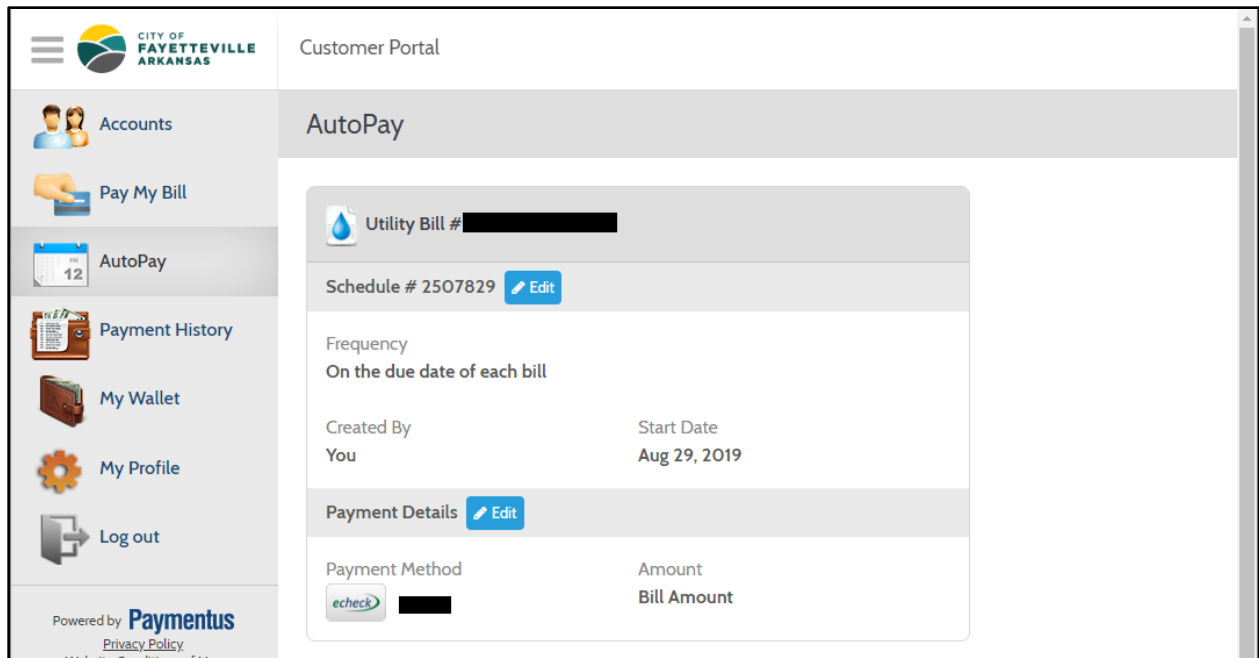 CITY OF
FAYETTEVILLE
ARKANSAS
Customer Portal
Accounts
Pay My Bill
AutoPay
FRI
12
Payment History
My Wallet
My Profile
Log out
Powered by Paymentus
Privacy Policy
AutoPay
Utility Bill #
Schedule # 2507829 Edit
Frequency
On the due date of each bill
Created By Start Date
You Aug 29, 2019
Payment Details Edit
Payment Method Amount
echeck Bill Amount